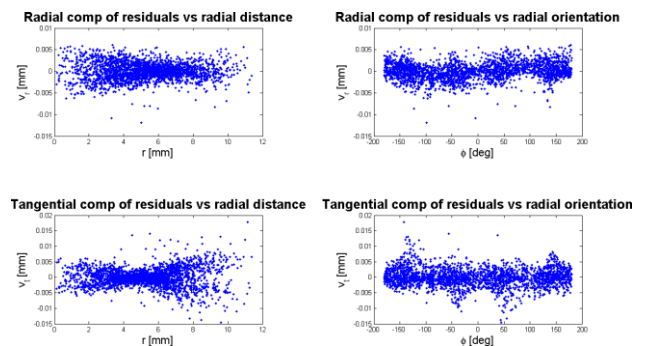 Radial comp of residuals vs radial distance
Radial comp of residuals vs radial orientation
0.01
0.005
0
-0.005
-0.01
-0.015
v_r [mm]
0 2 4 6 8 10 12
r [mm]
0.01
0.005
0
-0.005
-0.01
-0.015
v_r [mm]
-200 -150 -100 -50 0 50 100 150 200
ϕ [deg]
Tangential comp of residuals vs radial distance
Tangential comp of residuals vs radial orientation
0.02
0.015
0.01
0.005
0
-0.005
-0.01
-0.015
v_t [mm]
0 2 4 6 8 10 12
r [mm]
0.02
0.015
0.01
0.005
0
-0.005
-0.01
-0.015
v_t [mm]
-200 -150 -100 -50 0 50 100 150 200
ϕ [deg]